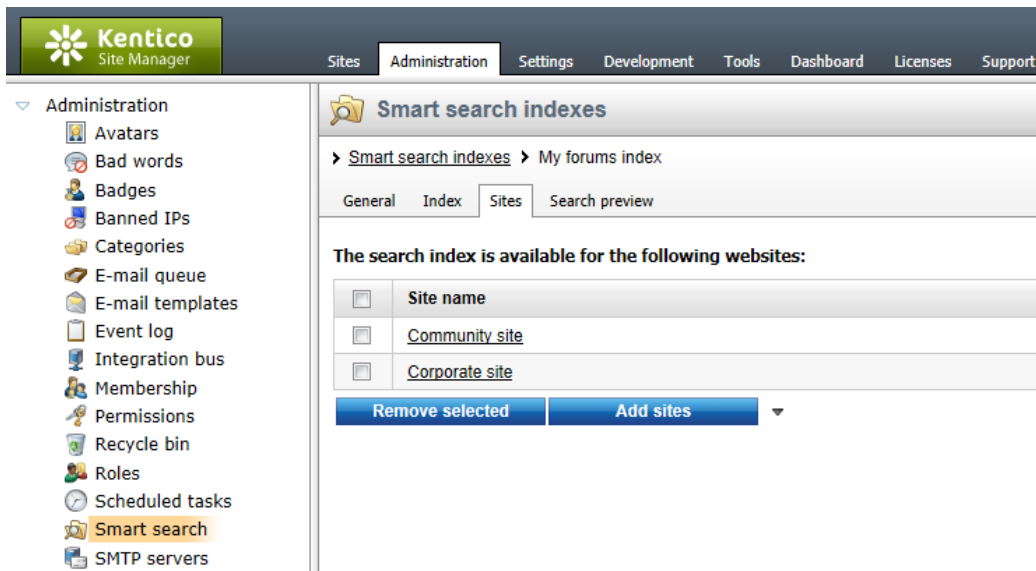 Kentico
Site Manager
Sites Administration Settings Development Tools Dashboard Licenses Support
Administration
Avatars
Bad words
Badges
Banned IPs
Categories
E-mail queue
E-mail templates
Event log
Integration bus
Membership
Permissions
Recycle bin
Roles
Scheduled tasks
Smart search
SMTP servers
Smart search indexes
Smart search indexes My forums index
General Index Sites Search preview
The search index is available for the following websites:
Site name
Community site
Corporate site
Remove selected Add sites